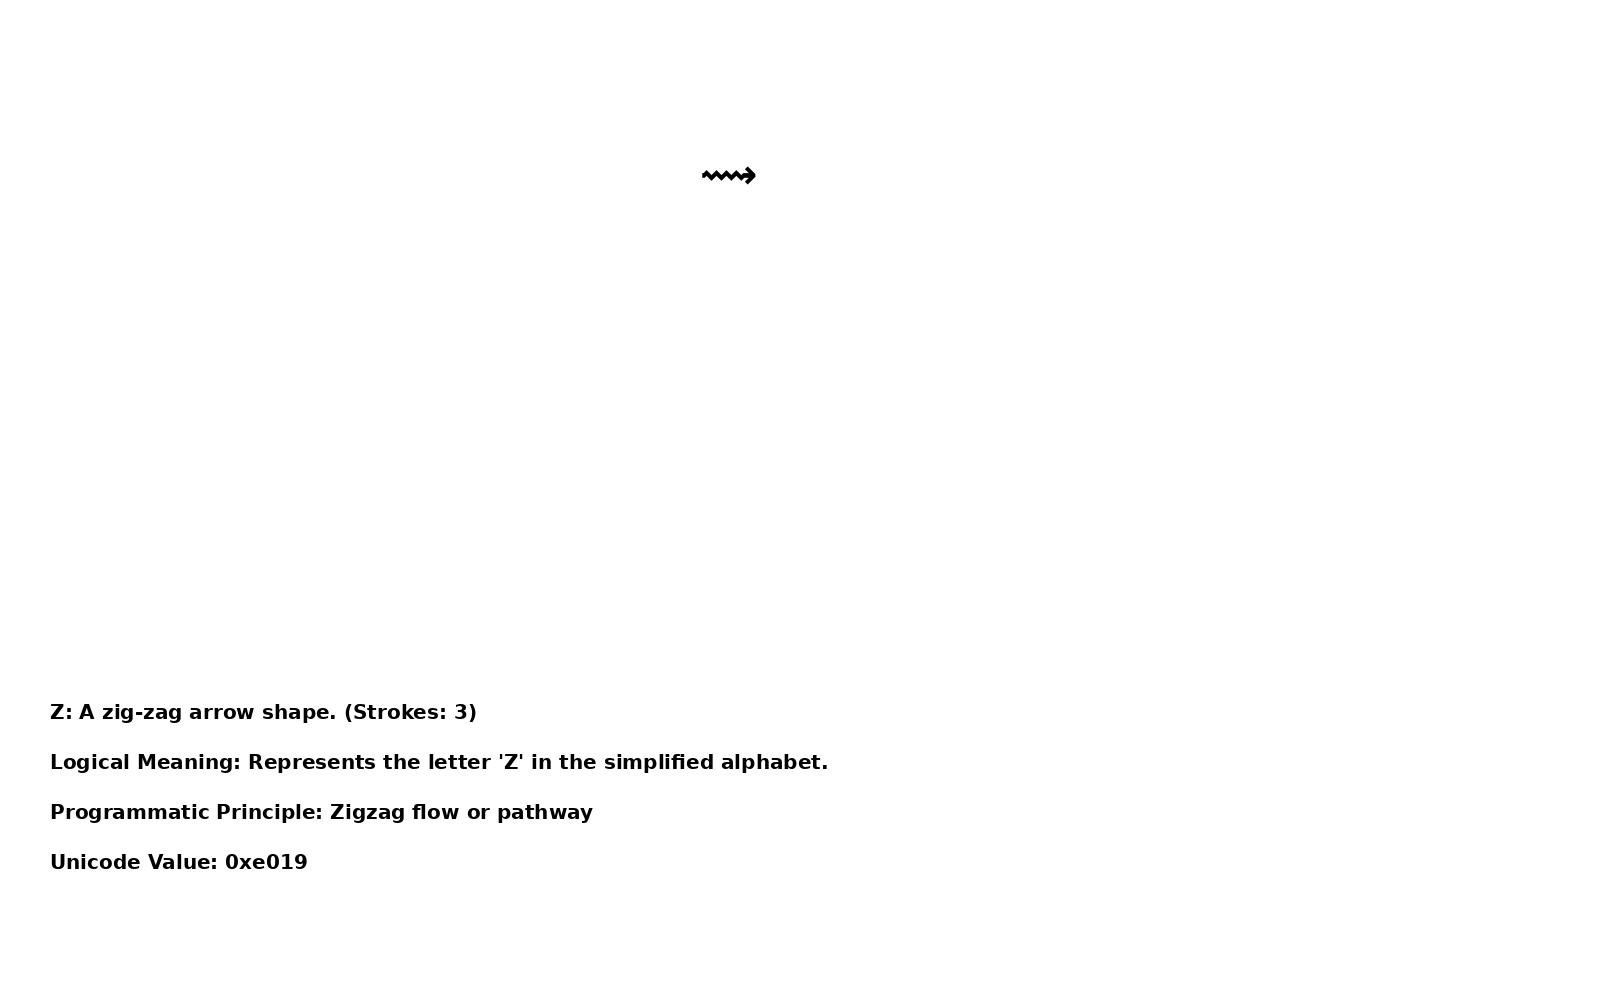 ⟿
Z: A zig-zag arrow shape. (Strokes: 3)
Logical Meaning: Represents the letter 'Z' in the simplified alphabet.
Programmatic Principle: Zigzag flow or pathway
Unicode Value: 0xe019